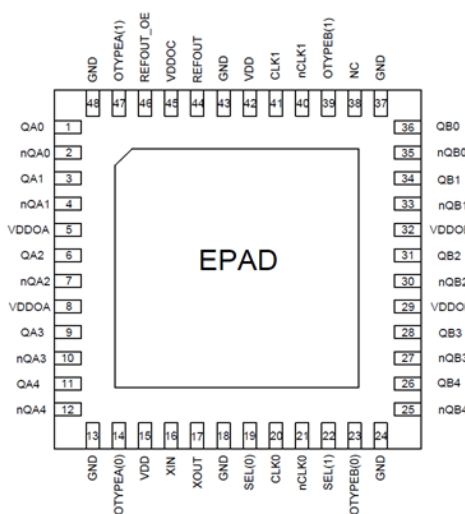 GND
OTYPEA(1)
REFOUT_OE
VDDOC
REFOUT
GND
VDD
CLK1
nCLK1
OTYPEB(1)
NC
GND
48 47 46 45 44 43 42 41 40 39 38 37
QA0 1
nQA0 2
QA1 3
nQA1 4
VDDOA 5
QA2 6
nQA2 7
VDDOA 8
QA3 9
nQA3 10
QA4 11
nQA4 12
EPAD
36 QB0
35 nQB0
34 QB1
33 nQB1
32 VDDO
31 QB2
30 nQB2
29 VDDO
28 QB3
27 nQB3
26 QB4
25 nQB4
13 14 15 16 17 18 19 20 21 22 23 24
GND
OTYPEA(0)
VDD
XIN
XOUT
GND
SEL(0)
CLK0
nCLK0
SEL(1)
OTYPEB(0)
GND